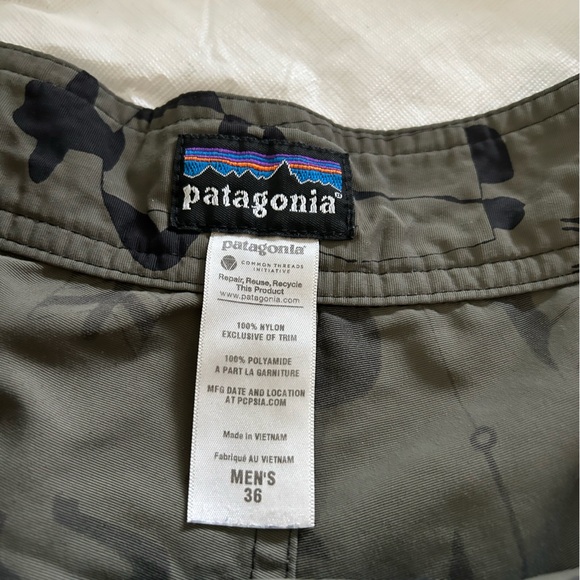 patagonia®
patagonia®
COMMON THREADS
INITIATIVE
Repair, Reuse, Recycle
This Product
www.patagonia.com
100% NYLON
EXCLUSIVE OF TRIM
100% POLYAMIDE
A PART LA GARNITURE
MFG DATE AND LOCATION
AT PCPSIA.COM
Made in VIETNAM
Fabriqué AU VIETNAM
MEN'S
36